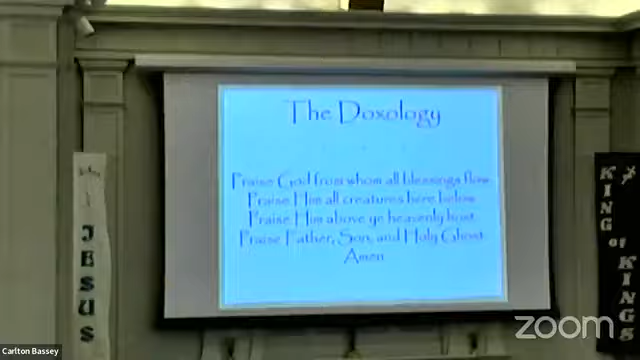 The Doxology
Praise God from whom all blessings flow
Praise Him all creatures here below
Praise Him above ye heavenly host
Praise Father, Son, and Holy Ghost
Amen
JESUS
KING
of
KINGS
zoom
Carlton Bassey